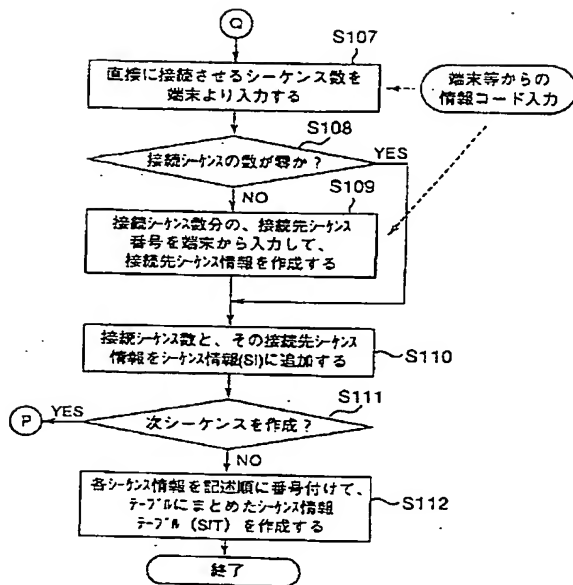 Q
S107
直接に接続させるシーケンス数を
端末より入力する
端末等からの
情報コード入力
S108
接続シーケンスの数が零か?
YES
NO
S109
接続シーケンス数分の、接続先シーケンス
番号を端末から入力して、
接続先シーケンス情報を作成する
接続シーケンス数と、その接続先シーケンス
情報をシーケンス情報(SI)に追加する
S110
S111
P
YES
次シーケンスを作成?
NO
各シーケンス情報を記述順に番号付けて、
テーブルにまとめたシーケンス情報
テーブル (SIT) を作成する
S112
終了